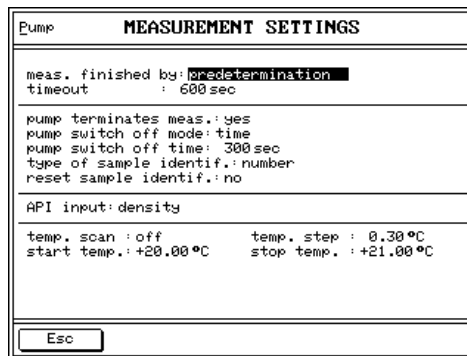 Pump MEASUREMENT SETTINGS
meas. finished by: predetermination
timeout : 600 sec
pump terminates meas.: yes
pump switch off mode: time
pump switch off time: 300 sec
type of sample identif.: number
reset sample identif.: no
API input: density
temp. scan : off temp. step : 0.30 °C
start temp.: +20.00 °C stop temp. : +21.00 °C
Esc